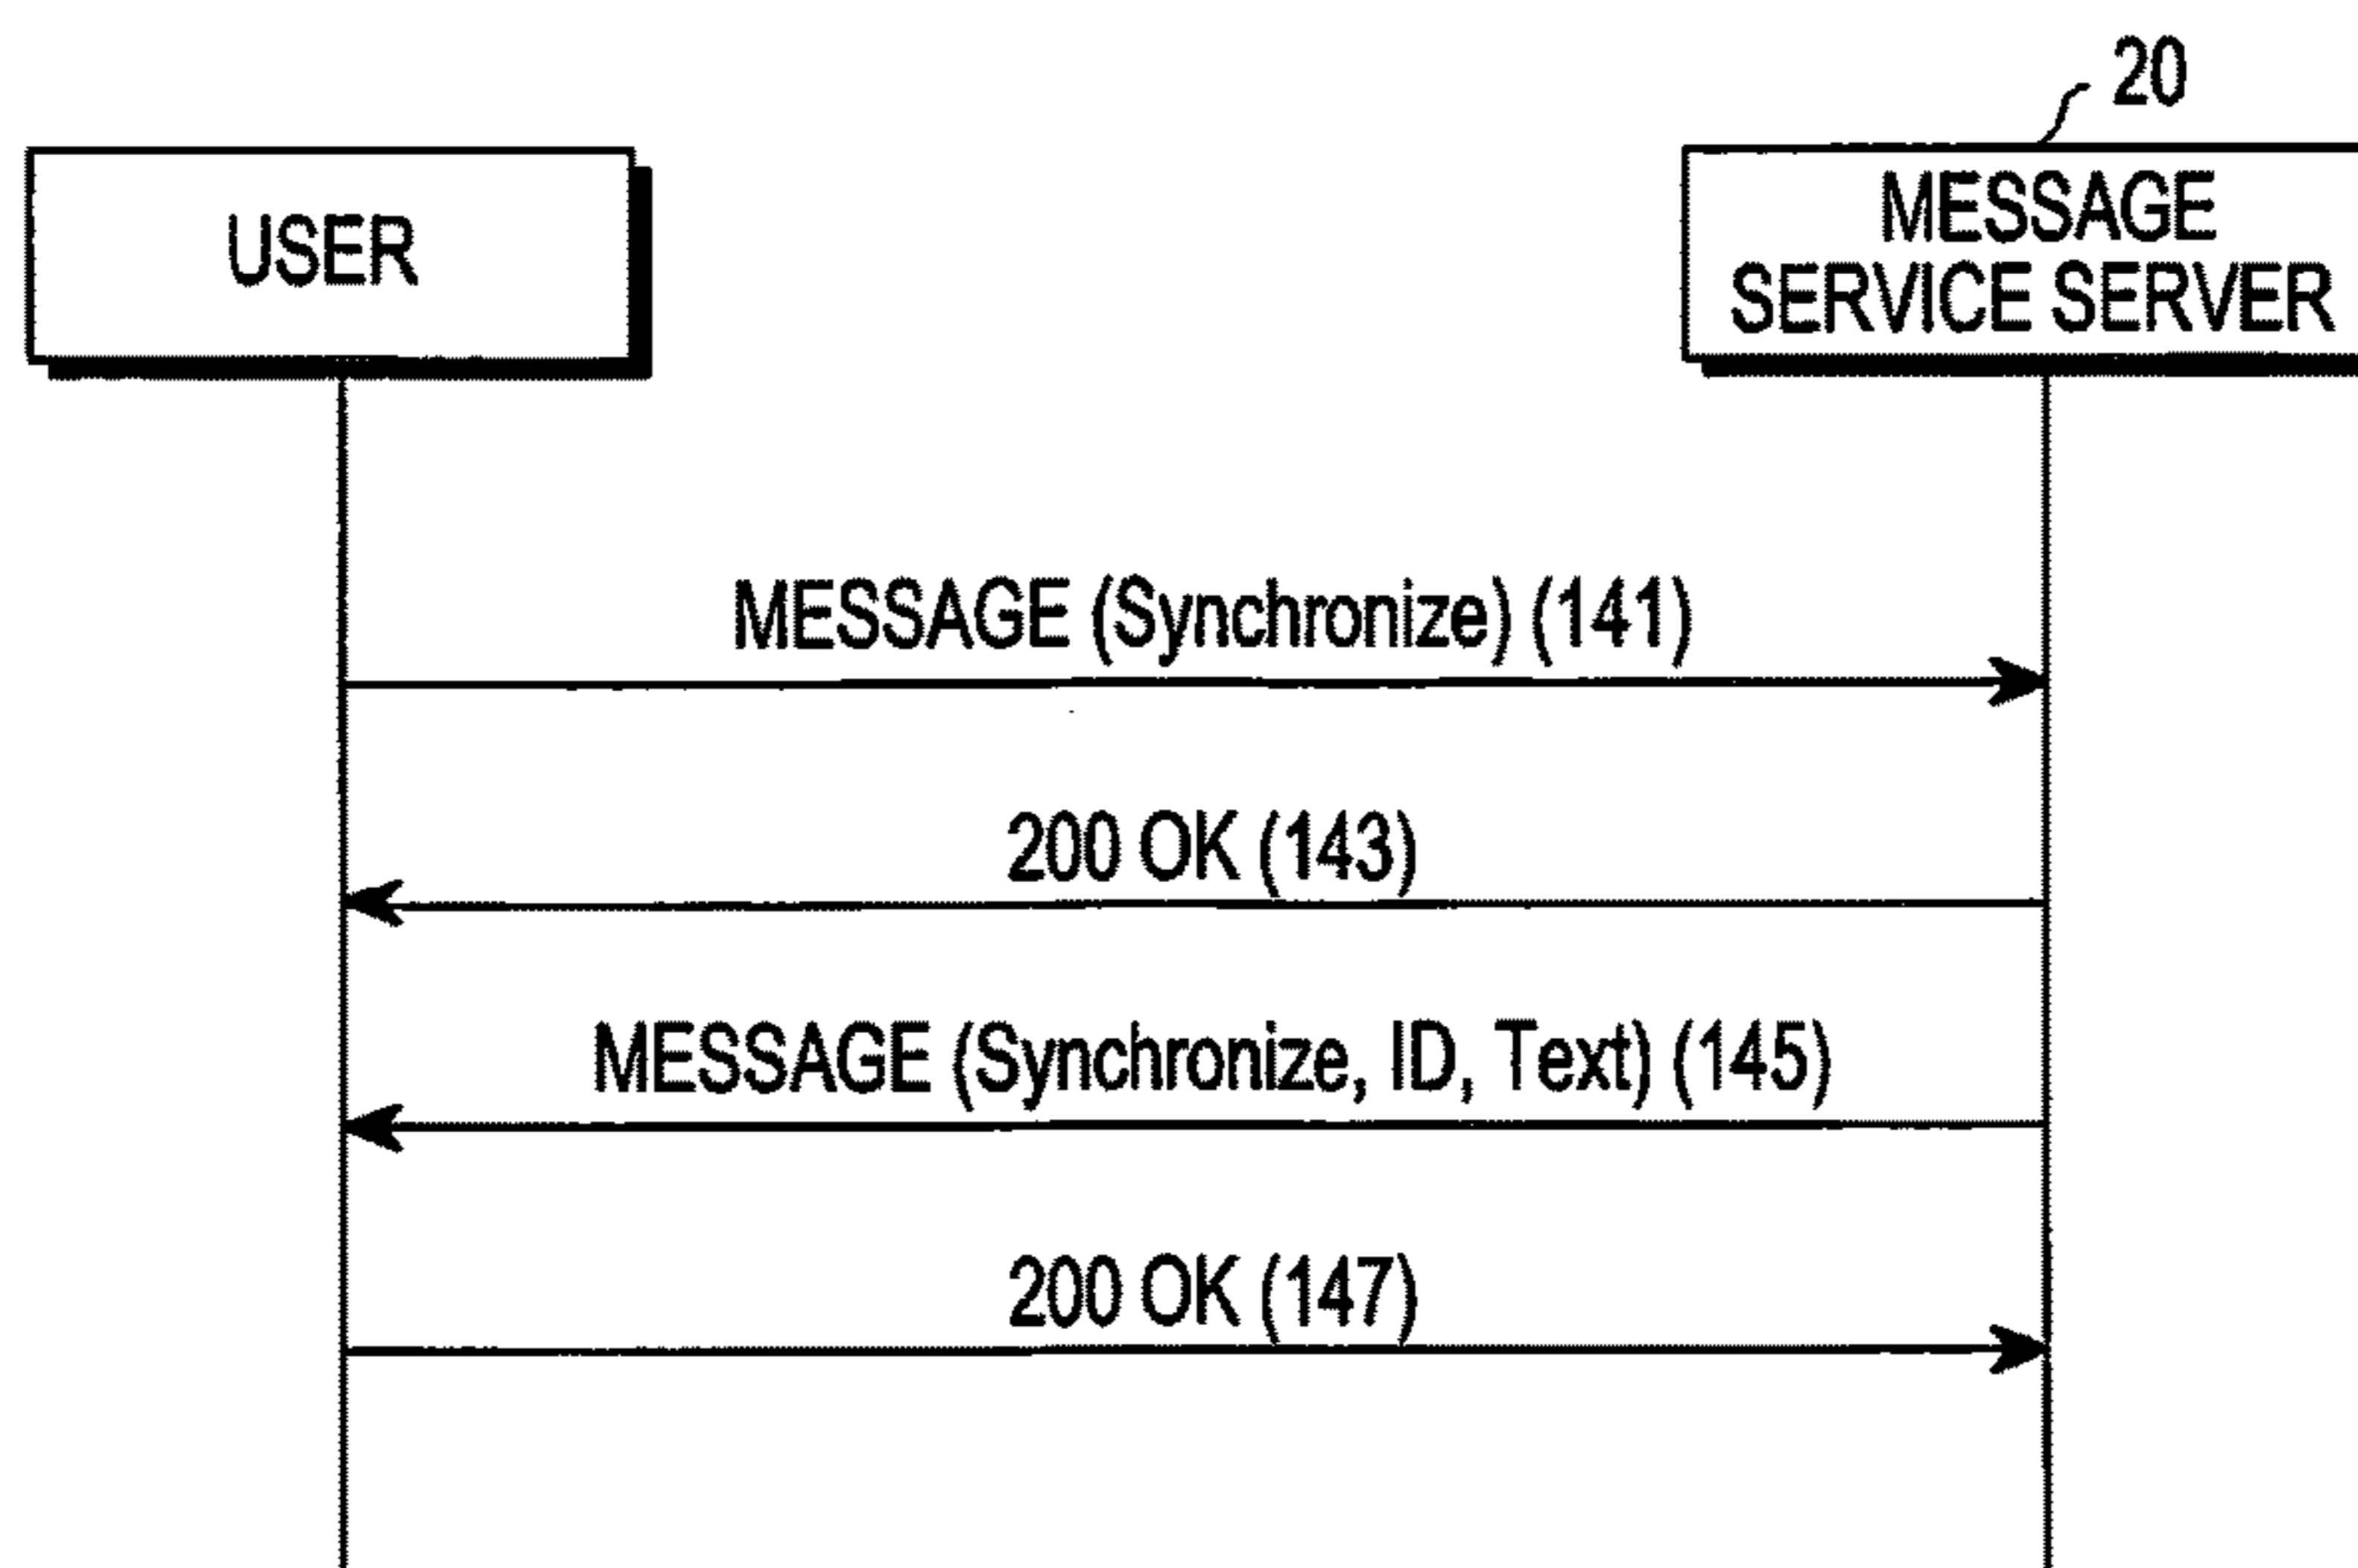 20
USER
MESSAGE
SERVICE SERVER
MESSAGE (Synchronize) (141)
200 OK (143)
MESSAGE (Synchronize, ID, Text) (145)
200 OK (147)